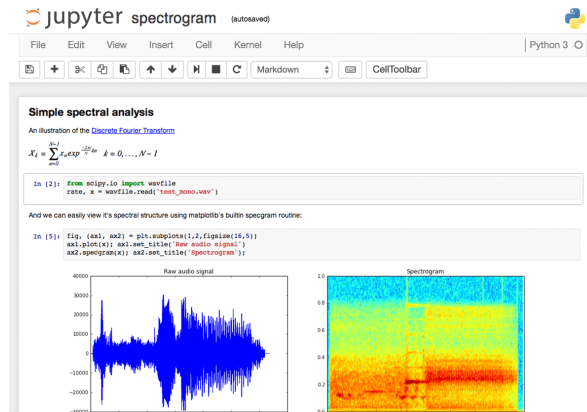 jupyter spectrogram (autosaved)
File Edit View Insert Cell Kernel Help Python 3
Markdown CellToolbar
Simple spectral analysis
An illustration of the Discrete Fourier Transform
k = 0, . . . , N − 1
In [2]: from scipy.io import wavfile
rate, x = wavfile.read('test_mono.wav')
And we can easily view it's spectral structure using matplotlib's builtin specgram routine:
In [5]: fig, (ax1, ax2) = plt.subplots(1,2,figsize(16,5))
ax1.plot(x); ax1.set_title('Raw audio signal')
ax2.specgram(x); ax2.set_title('Spectrogram');
Raw audio signal Spectrogram
40000 1.0
30000
20000 0.8
10000 0.6
0
−10000 0.4
−20000 0.2